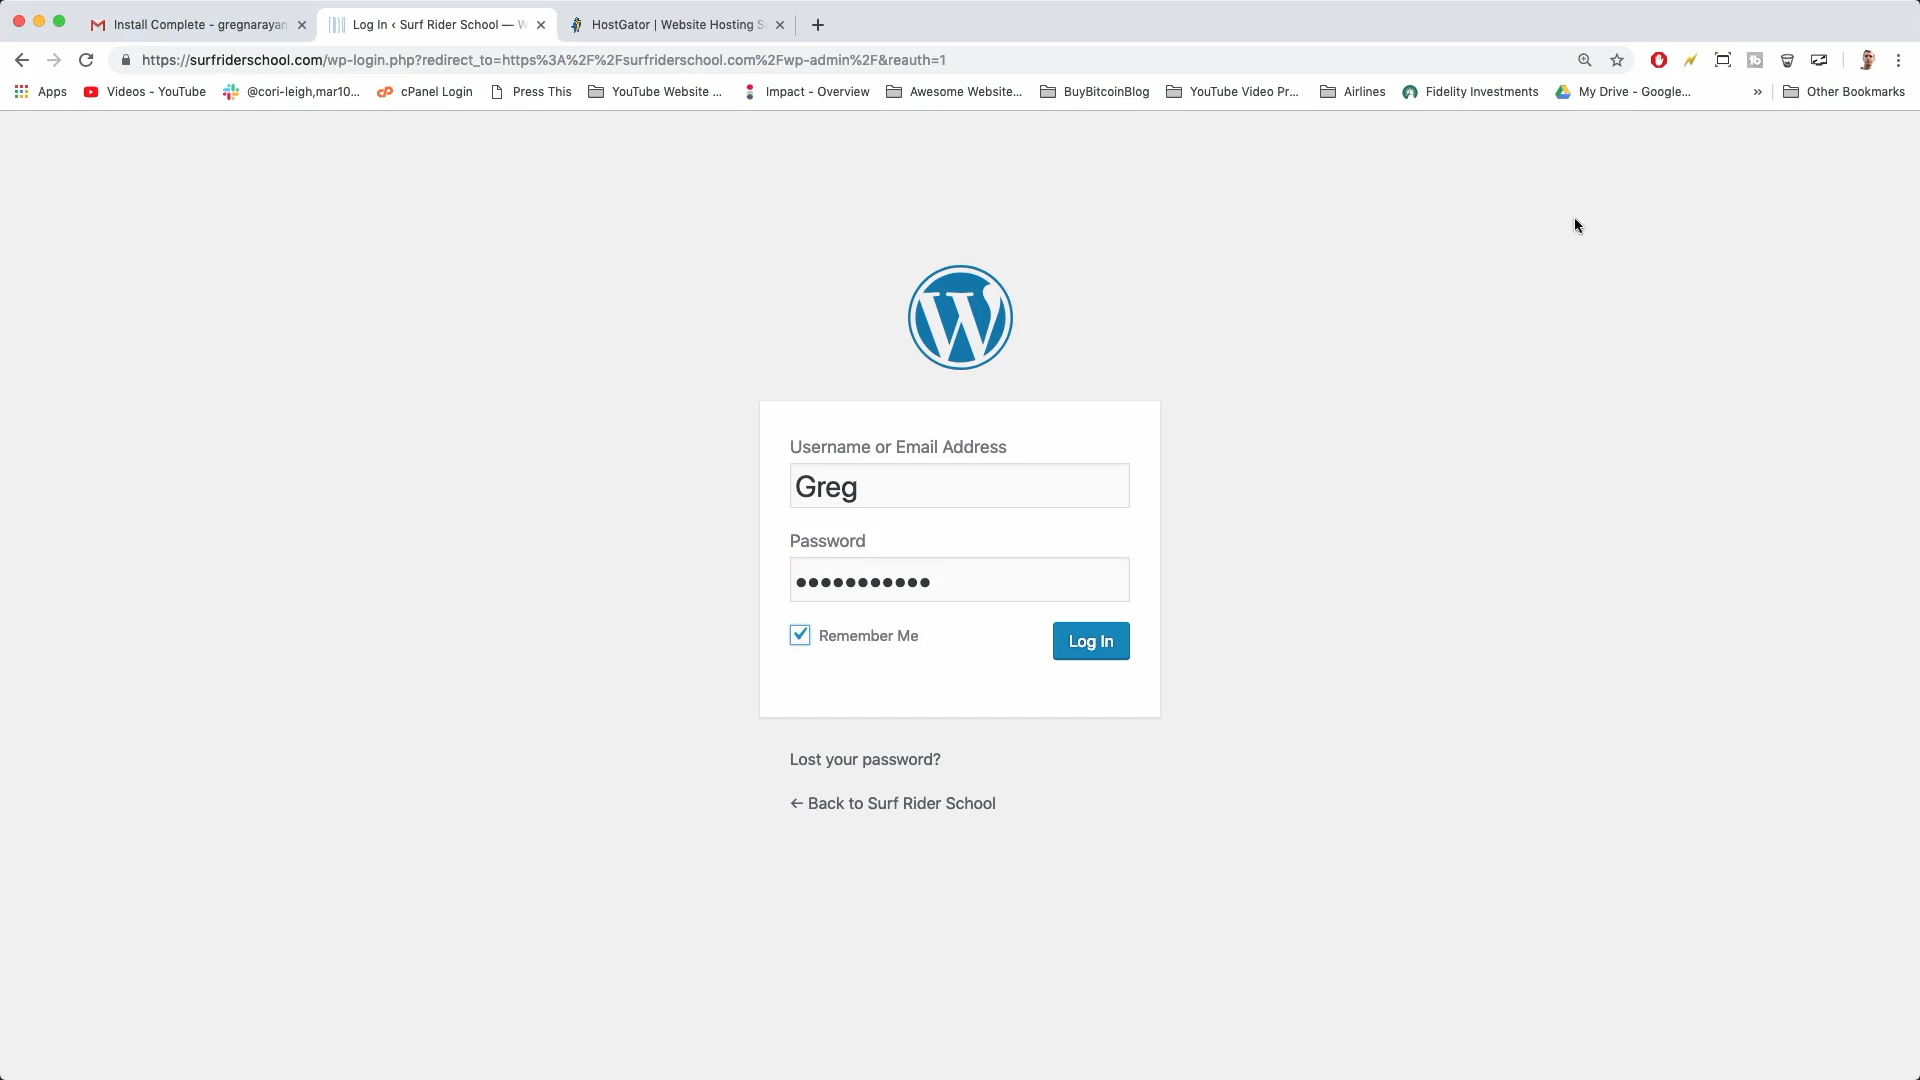 Install Complete - gregnarayan
Log In ‹ Surf Rider School — W
HostGator | Website Hosting S
https://surfriderschool.com/wp-login.php?redirect_to=https%3A%2F%2Fsurfriderschool.com%2Fwp-admin%2F&reauth=1
Apps
Videos - YouTube
@cori-leigh,mar10...
cPanel Login
Press This
YouTube Website ...
Impact - Overview
Awesome Website...
BuyBitcoinBlog
YouTube Video Pr...
Airlines
Fidelity Investments
My Drive - Google...
»
Other Bookmarks
Username or Email Address
Greg
Password
•••••••••••
Remember Me
Log In
Lost your password?
← Back to Surf Rider School